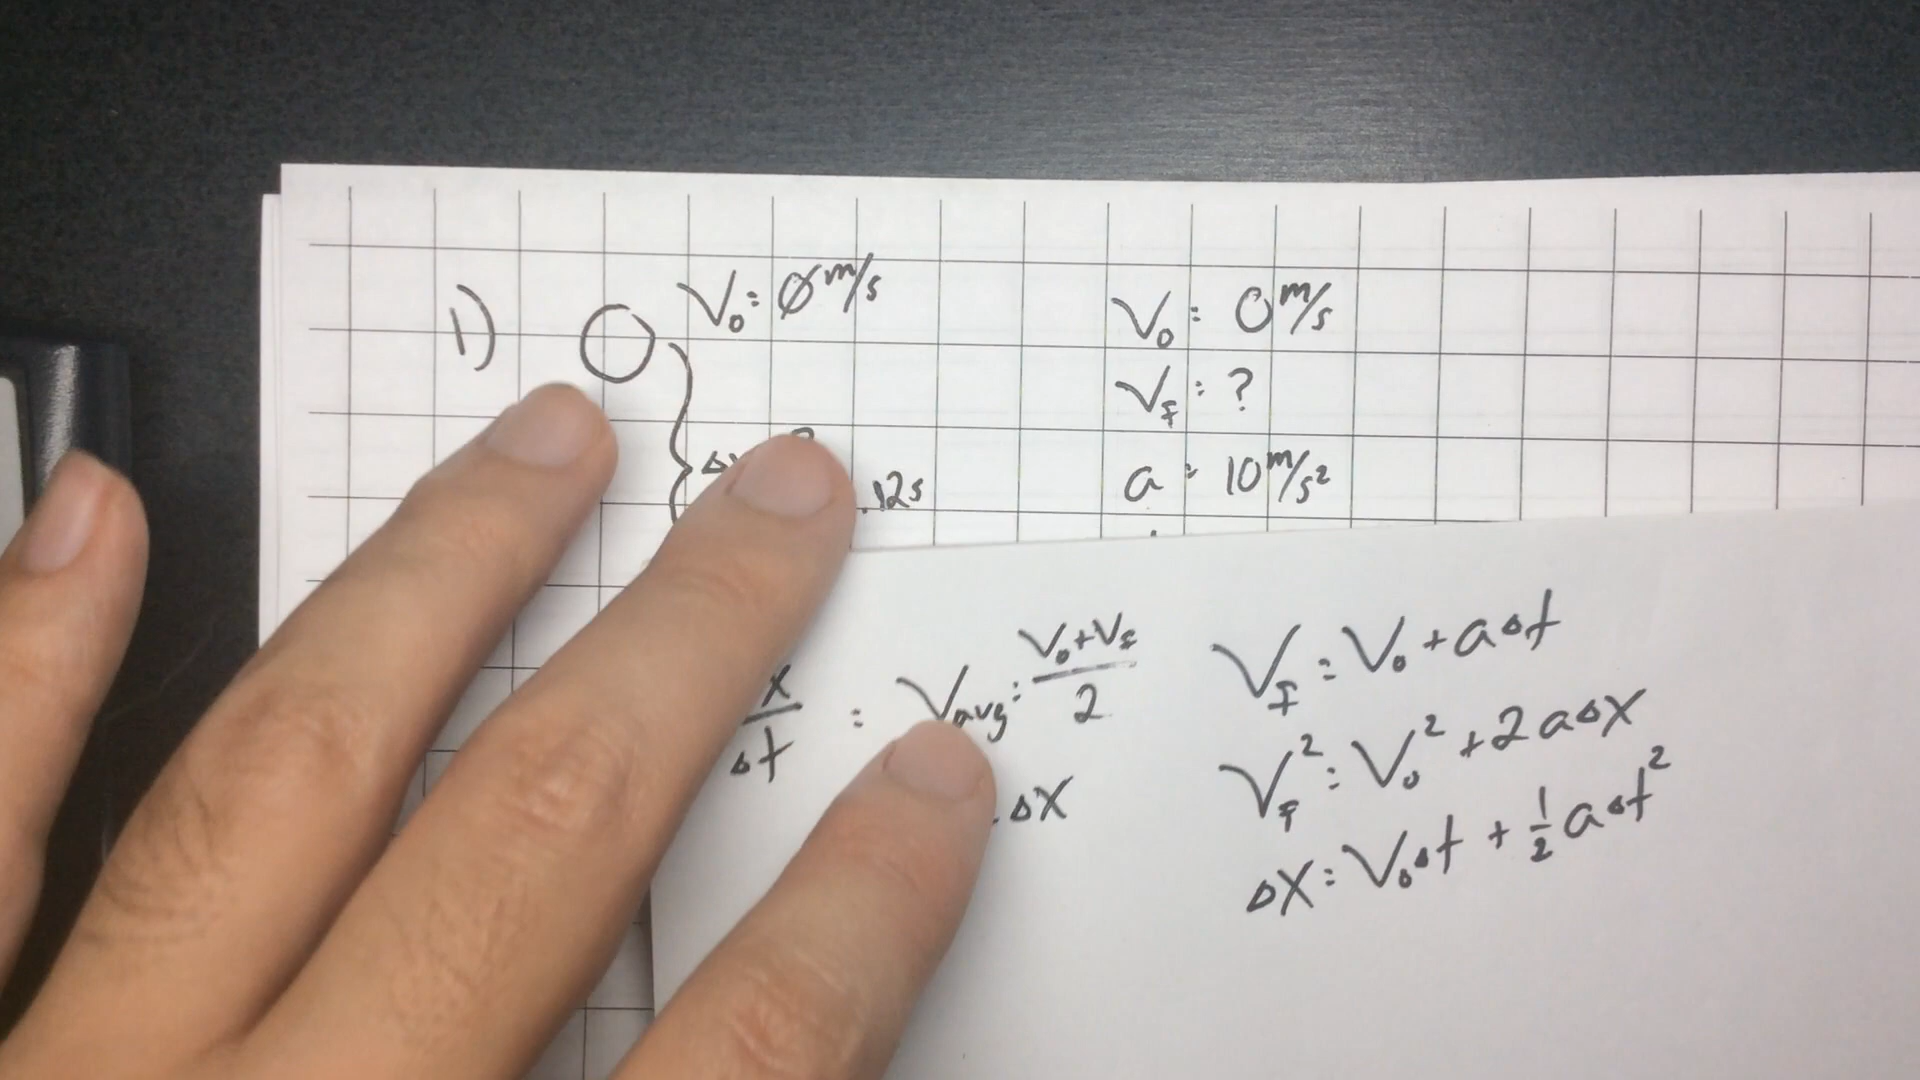 1) V₀ = 0 m/s
.12s
V₀ = 0 m/s
V_f = ?
a = 10 m/s²
x/Δt = V_avg = (V₀+V_f)/2
ΔX
V_f = V₀ + aΔt
V_f² = V₀² + 2aΔX
ΔX = V₀Δt + ½aΔt²